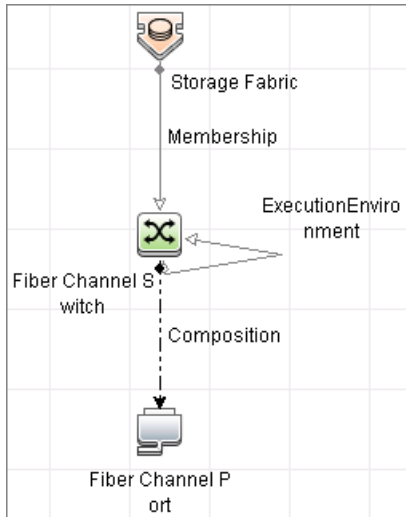 Storage Fabric
Membership
ExecutionEnviro
nment
Fiber Channel S
witch
Composition
Fiber Channel P
ort